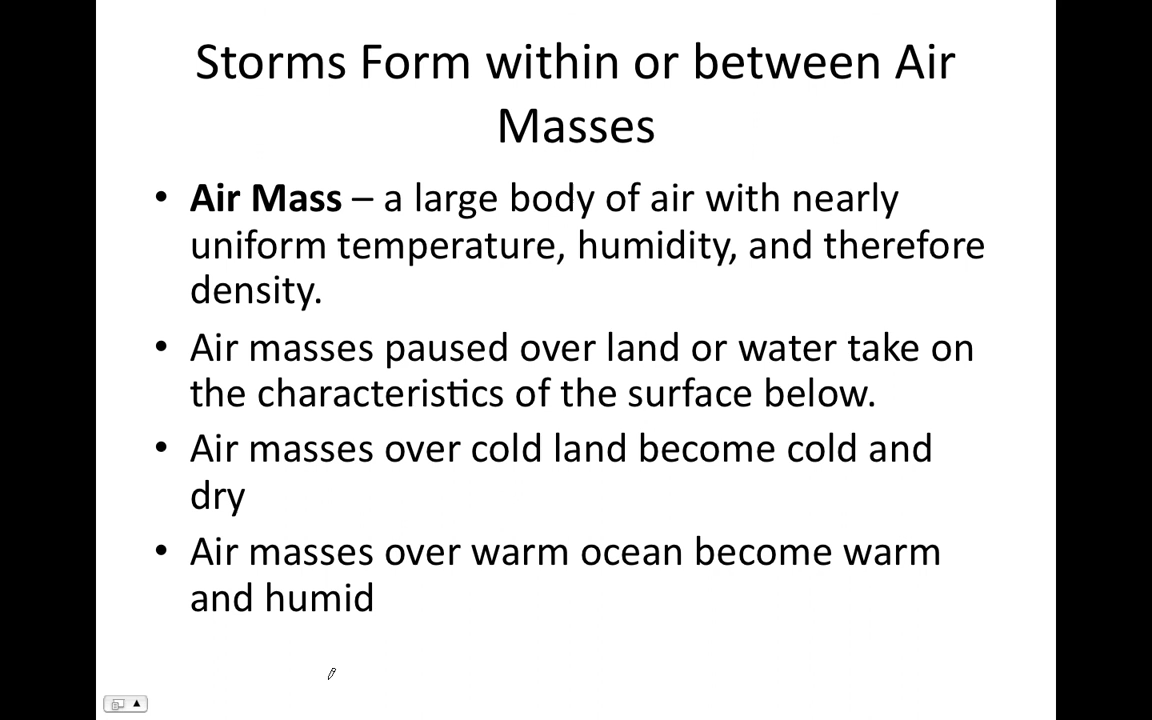 Storms Form within or between Air
Masses
• Air Mass – a large body of air with nearly
uniform temperature, humidity, and therefore
density.
• Air masses paused over land or water take on
the characteristics of the surface below.
• Air masses over cold land become cold and
dry
• Air masses over warm ocean become warm
and humid